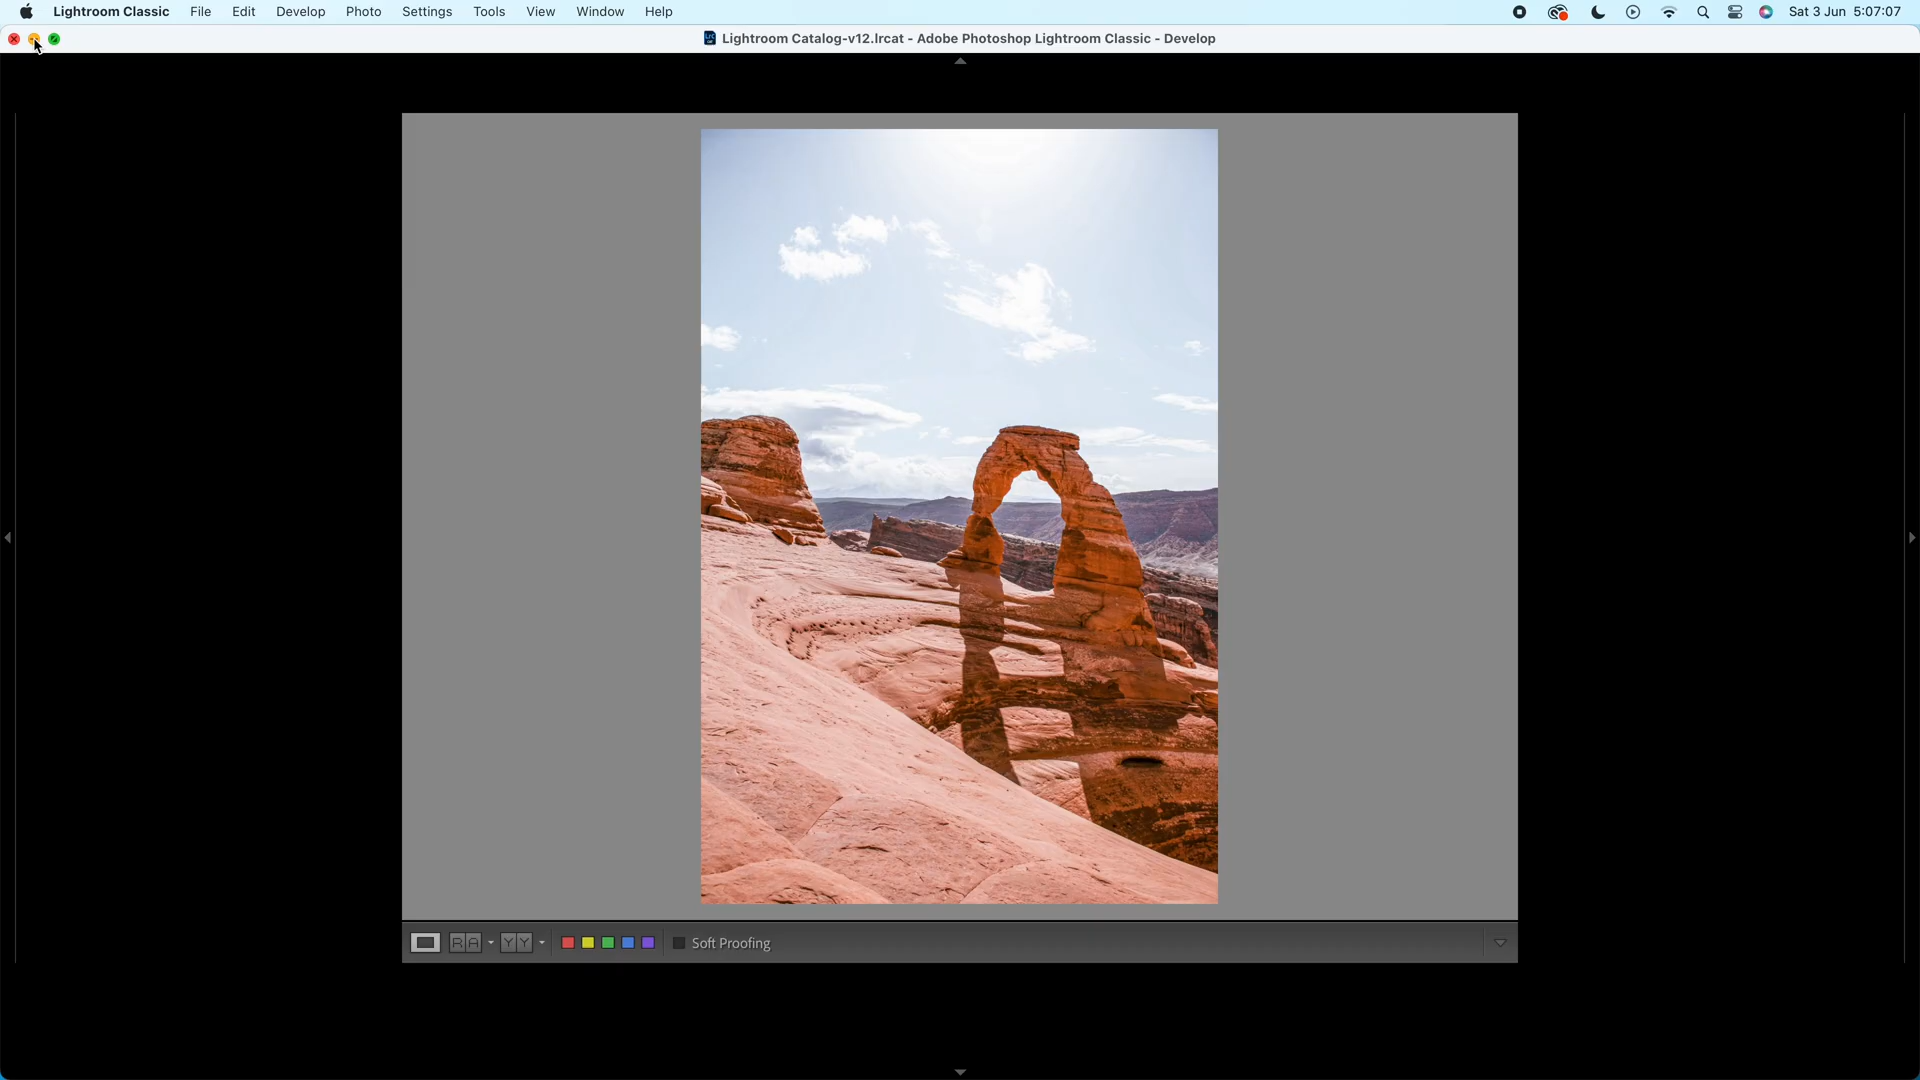 Lightroom Classic File Edit Develop Photo Settings Tools View Window Help Sat 3 Jun 5:07:07
Lightroom Catalog-v12.lrcat - Adobe Photoshop Lightroom Classic - Develop
R A Y Y Soft Proofing